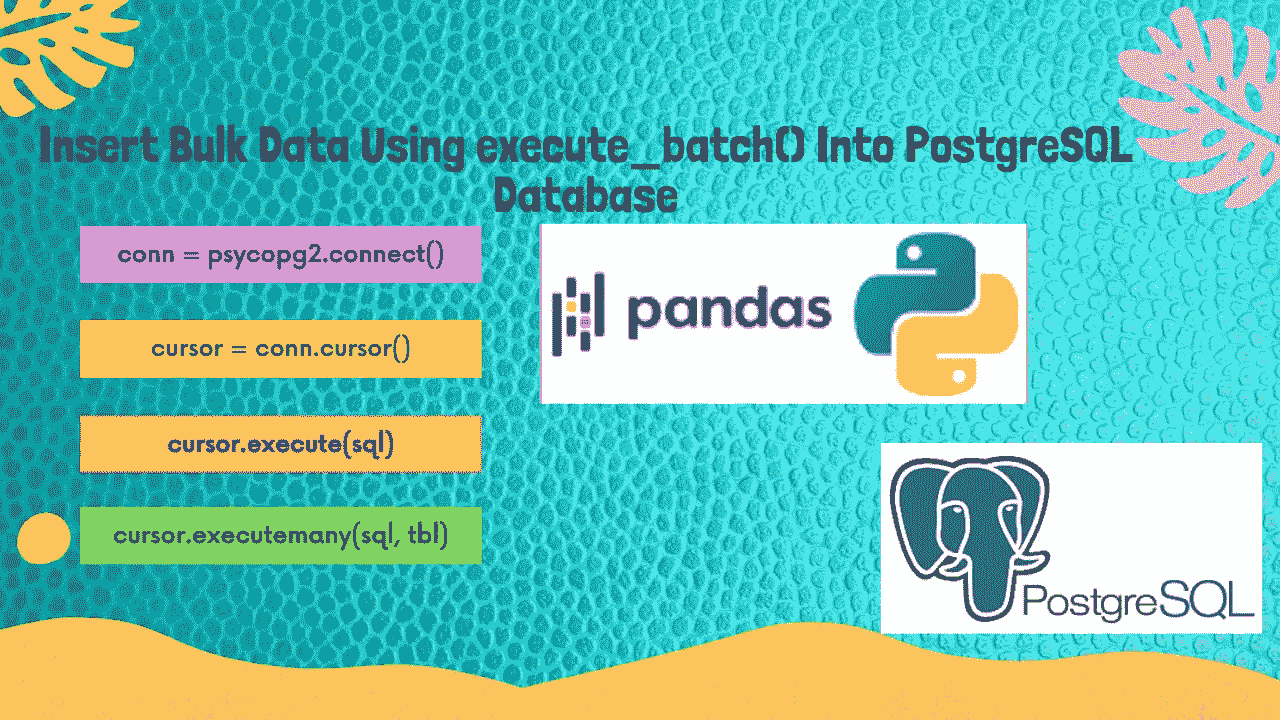 Insert Bulk Data Using execute_batch() Into PostgreSQL
Database
conn = psycopg2.connect()
cursor = conn.cursor()
cursor.execute(sql)
cursor.executemany(sql, tbl)
pandas
PostgreSQL